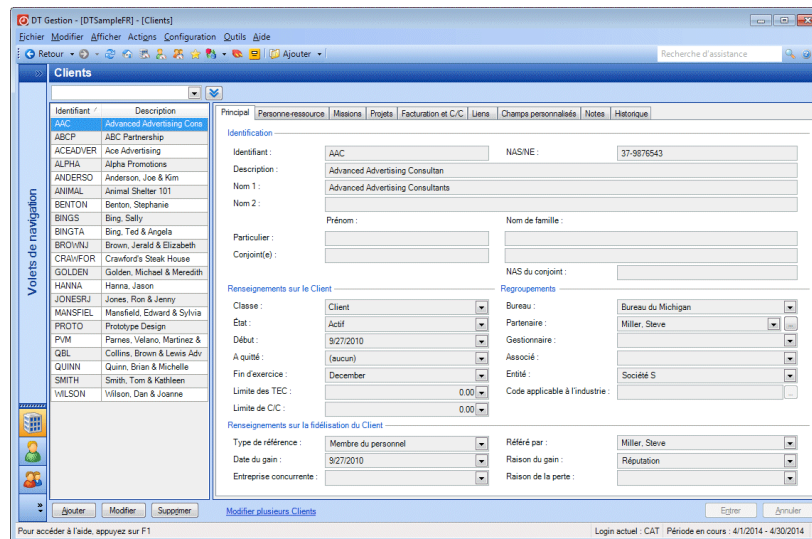 DT Gestion - [DTSampleFR] - [Clients]
Fichier Modifier Afficher Actions Configuration Outils Aide
Retour Ajouter Recherche d'assistance
Clients
Volets de navigation
Identifiant Description
AAC Advanced Advertising Cons
ABCP ABC Partnership
ACEADVER Ace Advertising
ALPHA Alpha Promotions
ANDERSO Anderson, Joe & Kim
ANIMAL Animal Shelter 101
BENTON Benton, Stephanie
BINGS Bing, Sally
BINGTA Bing, Ted & Angela
BROWNJ Brown, Jerald & Elizabeth
CRAWFOR Crawford's Steak House
GOLDEN Golden, Michael & Meredith
HANNA Hanna, Jason
JONESRJ Jones, Ron & Jenny
MANSFIEL Mansfield, Edward & Sylvia
PROTO Prototype Design
PVM Parnes, Velano, Martinez &
QBL Collins, Brown & Lewis Adv
QUINN Quinn, Brian & Michelle
SMITH Smith, Tom & Kathleen
WILSON Wilson, Dan & Joanne
Principal Personne-ressource Missions Projets Facturation et C/C Liens Champs personnalisés Notes Historique
Identification
Identifiant : AAC NAS/NE : 37-9876543
Description : Advanced Advertising Consultan
Nom 1 : Advanced Advertising Consultants
Nom 2 :
Prénom : Nom de famille :
Particulier :
Conjoint(e) :
NAS du conjoint :
Renseignements sur le Client Regroupements
Classe : Client Bureau : Bureau du Michigan
État : Actif Partenaire : Miller, Steve
Début : 9/27/2010 Gestionnaire :
A quitté : (aucun) Associé :
Fin d'exercice : December Entité : Société S
Limite des TEC : 0.00 Code applicable à l'industrie :
Limite de C/C : 0.00
Renseignements sur la fidélisation du Client
Type de référence : Membre du personnel Référé par : Miller, Steve
Date du gain : 9/27/2010 Raison du gain : Réputation
Entreprise concurrente : Raison de la perte :
Ajouter Modifier Supprimer Modifier plusieurs Clients Entrer Annuler
Pour accéder à l'aide, appuyez sur F1 Login actuel : CAT Période en cours : 4/1/2014 - 4/30/2014